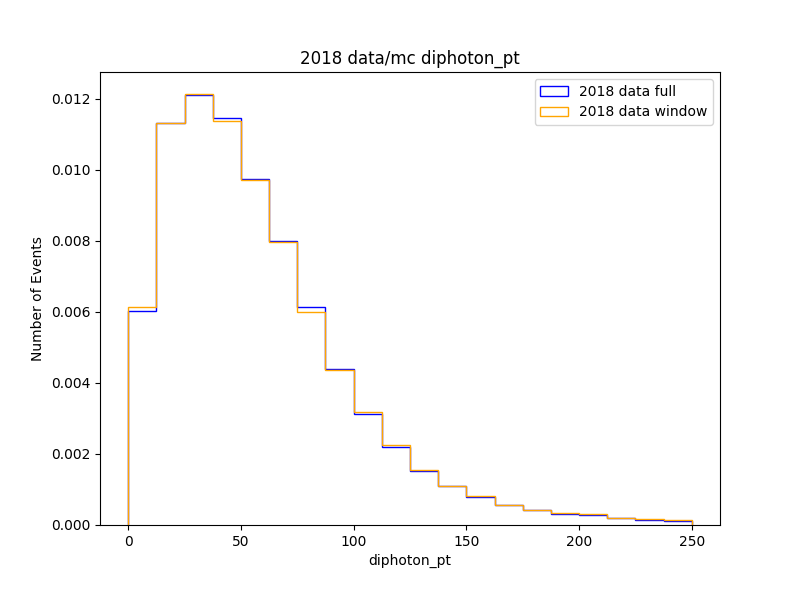 2018 data/mc diphoton_pt
2018 data full
2018 data window
Number of Events
0.012
0.010
0.008
0.006
0.004
0.002
0.000
0 50 100 150 200 250
diphoton_pt